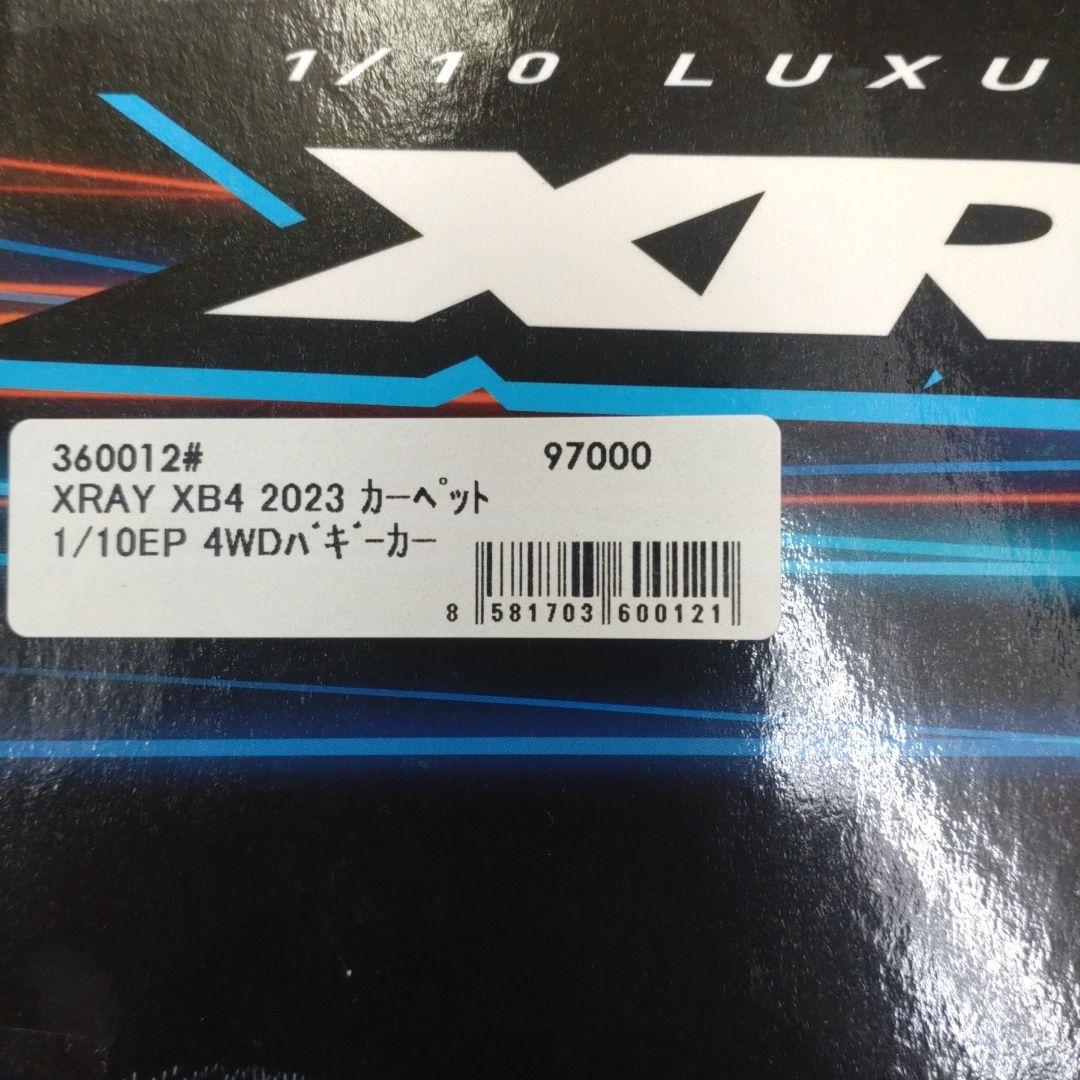 1/10 LUXU
XR
360012# 97000
XRAY XB4 2023 ｶｰﾍﾟｯﾄ
1/10EP 4WDﾊﾞｷﾞｰｶｰ
8 581703 600121